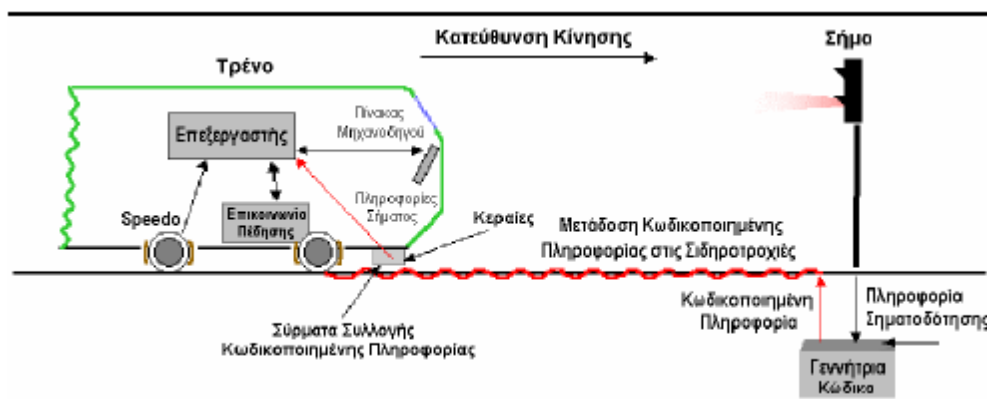 Κατεύθυνση Κίνησης
Σήμα
Τρένο
Πίνακας
Μηχανοδηγού
Επεξεργαστής
Πληροφορίες
Σήματος
Speedo
Επικοινωνία
Πέδησης
Κεραίες
Μετάδοση Κωδικοποιημένης
Πληροφορίας στις Σιδηροτροχιές
Κωδικοποιημένη
Πληροφορία
Πληροφορία
Σηματοδότησης
Σύρματα Συλλογής
Κωδικοποιημένης Πληροφορίας
Γεννήτρια
Κώδικα